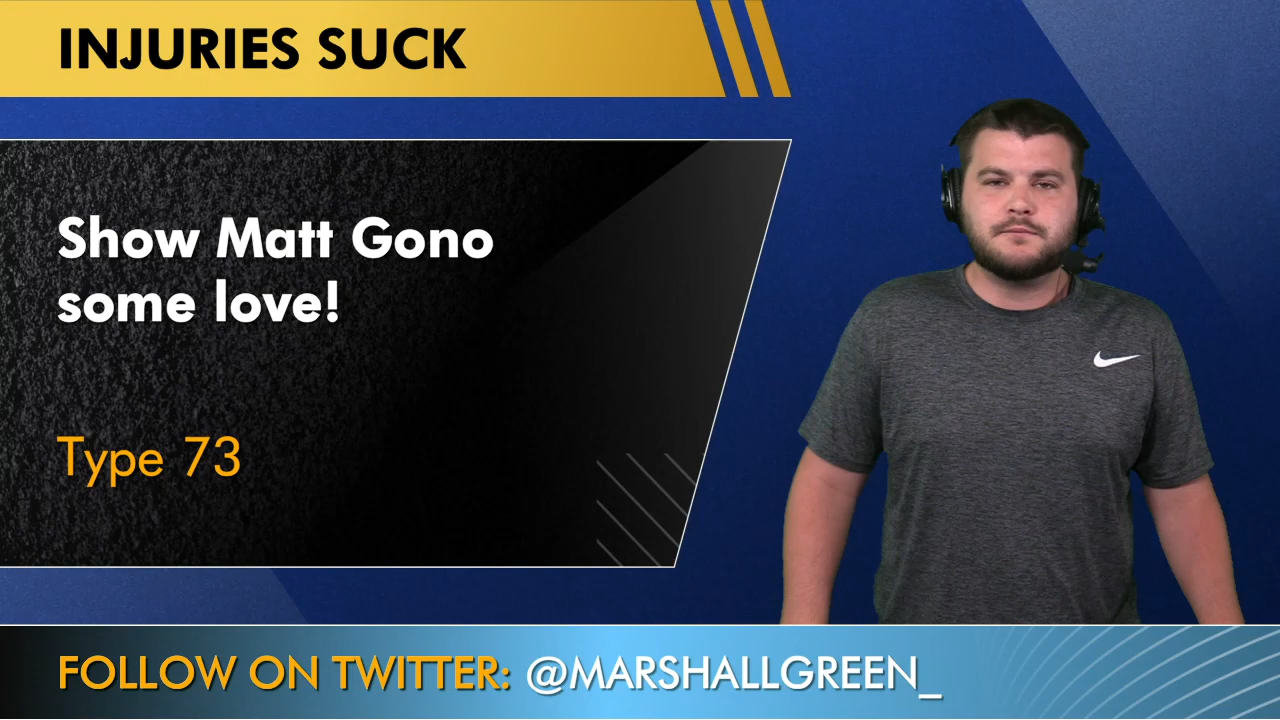 INJURIES SUCK
Show Matt Gono
some love!
Type 73
FOLLOW ON TWITTER: @MARSHALLGREEN_